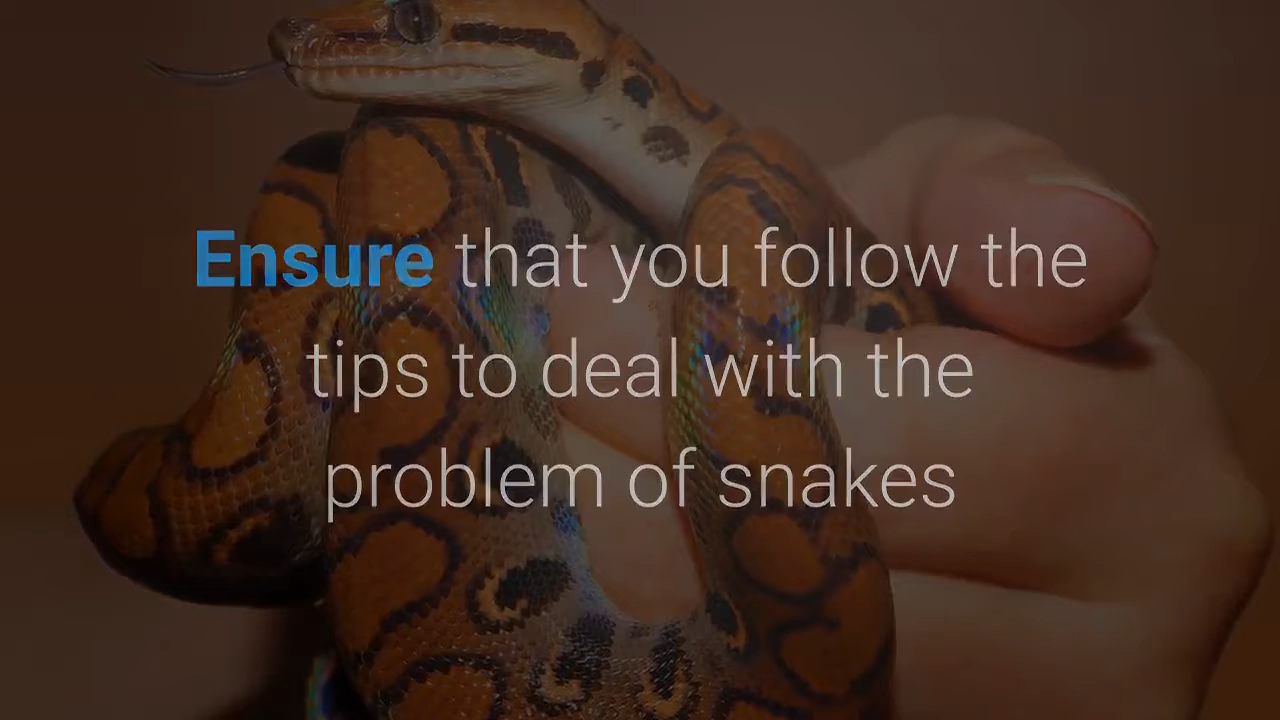 Ensure that you follow the
tips to deal with the
problem of snakes